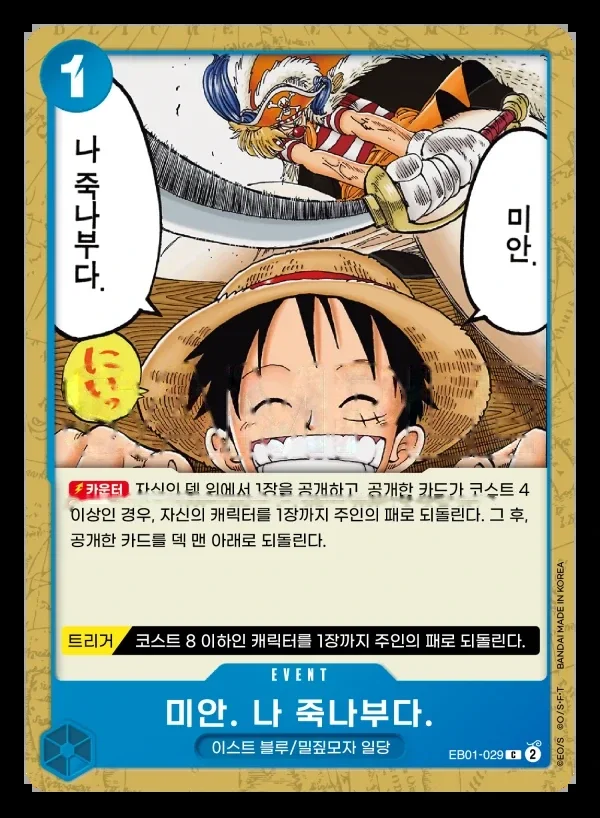 1
나 죽나부다.
미안.
にいっ
카운터 자신의 덱 위에서 1장을 공개하고, 공개한 카드가 코스트 4
이상인 경우, 자신의 캐릭터를 1장까지 주인의 패로 되돌린다. 그 후,
공개한 카드를 덱 맨 아래로 되돌린다.
트리거 코스트 8 이하인 캐릭터를 1장까지 주인의 패로 되돌린다.
EVENT
미안. 나 죽나부다.
이스트 블루/밀짚모자 일당
EB01-029 C 2
©EO/S ©O/S·F·T BANDAI MADE IN KOREA